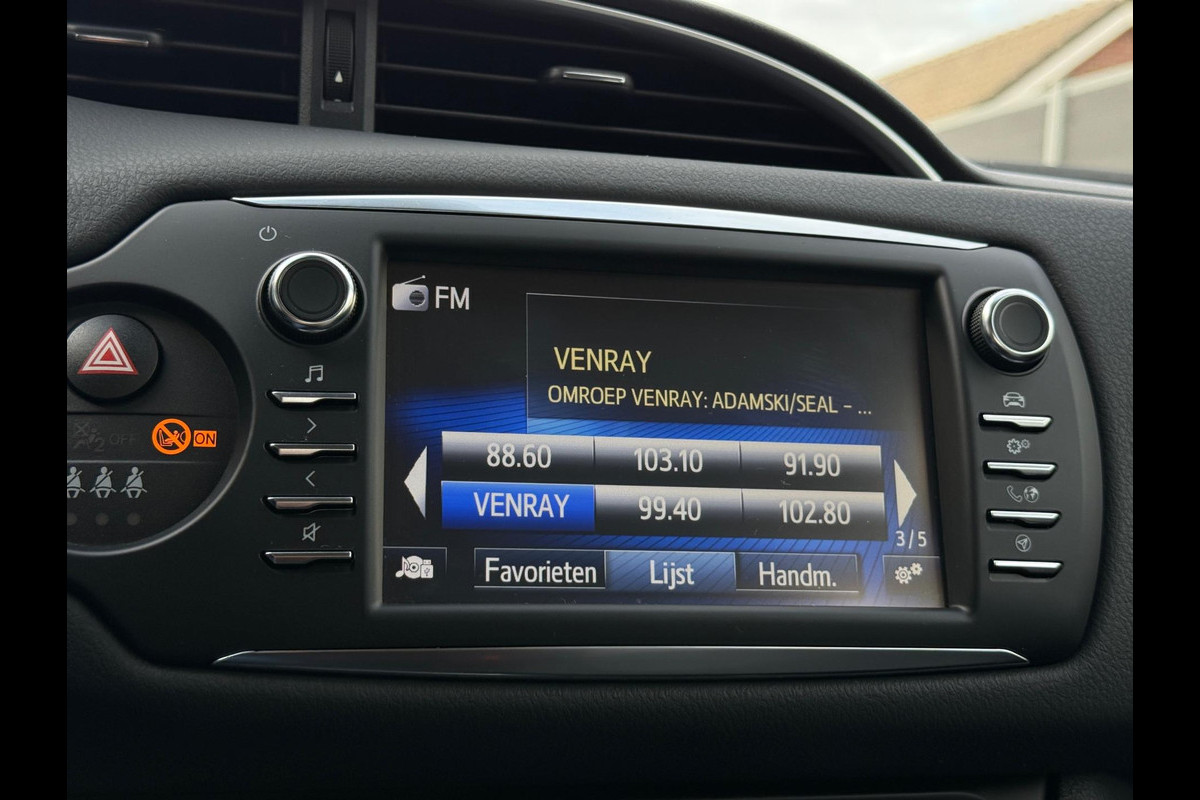 FM
VENRAY
OMROEP VENRAY: ADAMSKI/SEAL - ...
88.60 103.10 91.90
VENRAY 99.40 102.80
3/5
Favorieten Lijst Handm.
2 OFF ON